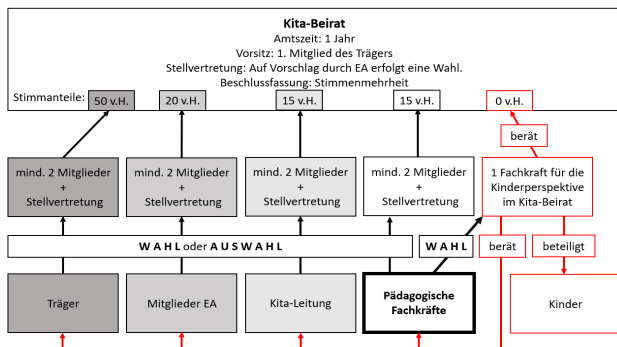 Kita-Beirat
Amtszeit: 1 Jahr
Vorsitz: 1. Mitglied des Trägers
Stellvertretung: Auf Vorschlag durch EA erfolgt eine Wahl.
Beschlussfassung: Stimmenmehrheit
Stimmanteile: 50 v.H. 20 v.H. 15 v.H. 15 v.H. 0 v.H.
berät
mind. 2 Mitglieder
+
Stellvertretung
mind. 2 Mitglieder
+
Stellvertretung
mind. 2 Mitglieder
+
Stellvertretung
mind. 2 Mitglieder
+
Stellvertretung
1 Fachkraft für die
Kinderperspektive
im Kita-Beirat
W A H L oder A U S W A H L
W A H L
berät
beteiligt
Träger
Mitglieder EA
Kita-Leitung
Pädagogische
Fachkräfte
Kinder